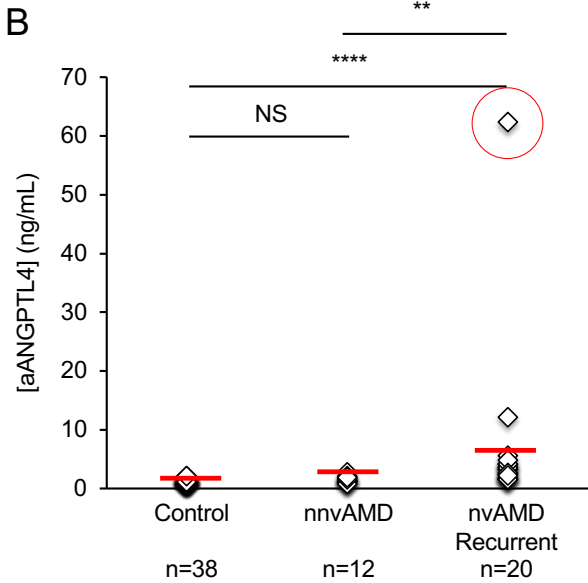 B
**
****
NS
70
60
50
40
30
20
10
0
[aANGPTL4] (ng/mL)
Control
nnvAMD
nvAMD
Recurrent
n=38
n=12
n=20